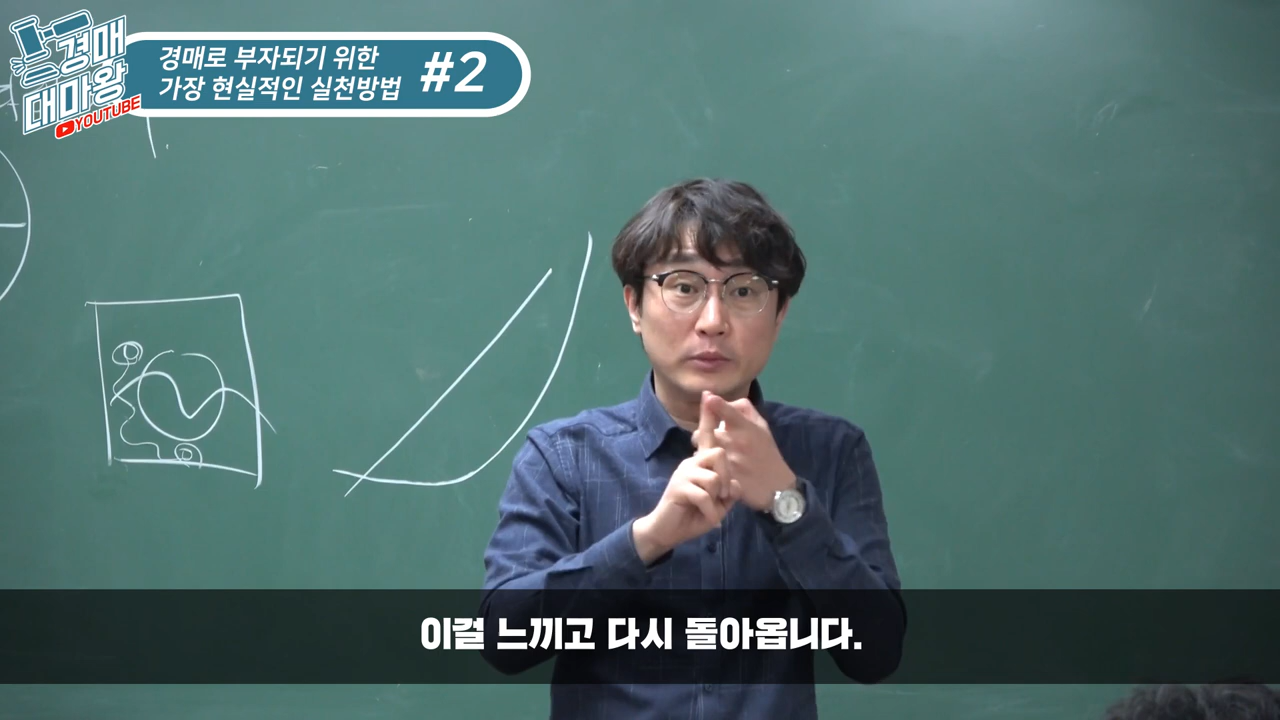 경매
대마왕
YOUTUBE
경매로 부자되기 위한
가장 현실적인 실천방법
#2
이걸 느끼고 다시 돌아옵니다.